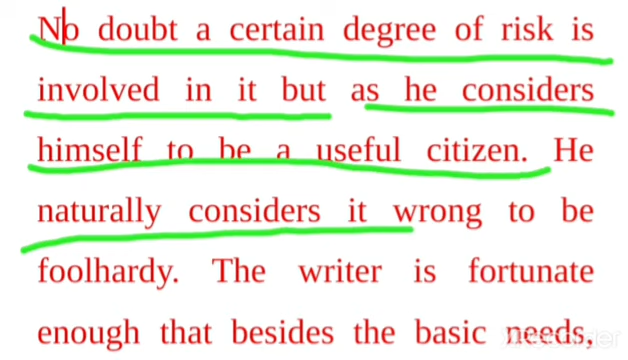 No doubt a certain degree of risk is
involved in it but as he considers
himself to be a useful citizen. He
naturally considers it wrong to be
foolhardy. The writer is fortunate
enough that besides the basic needs,